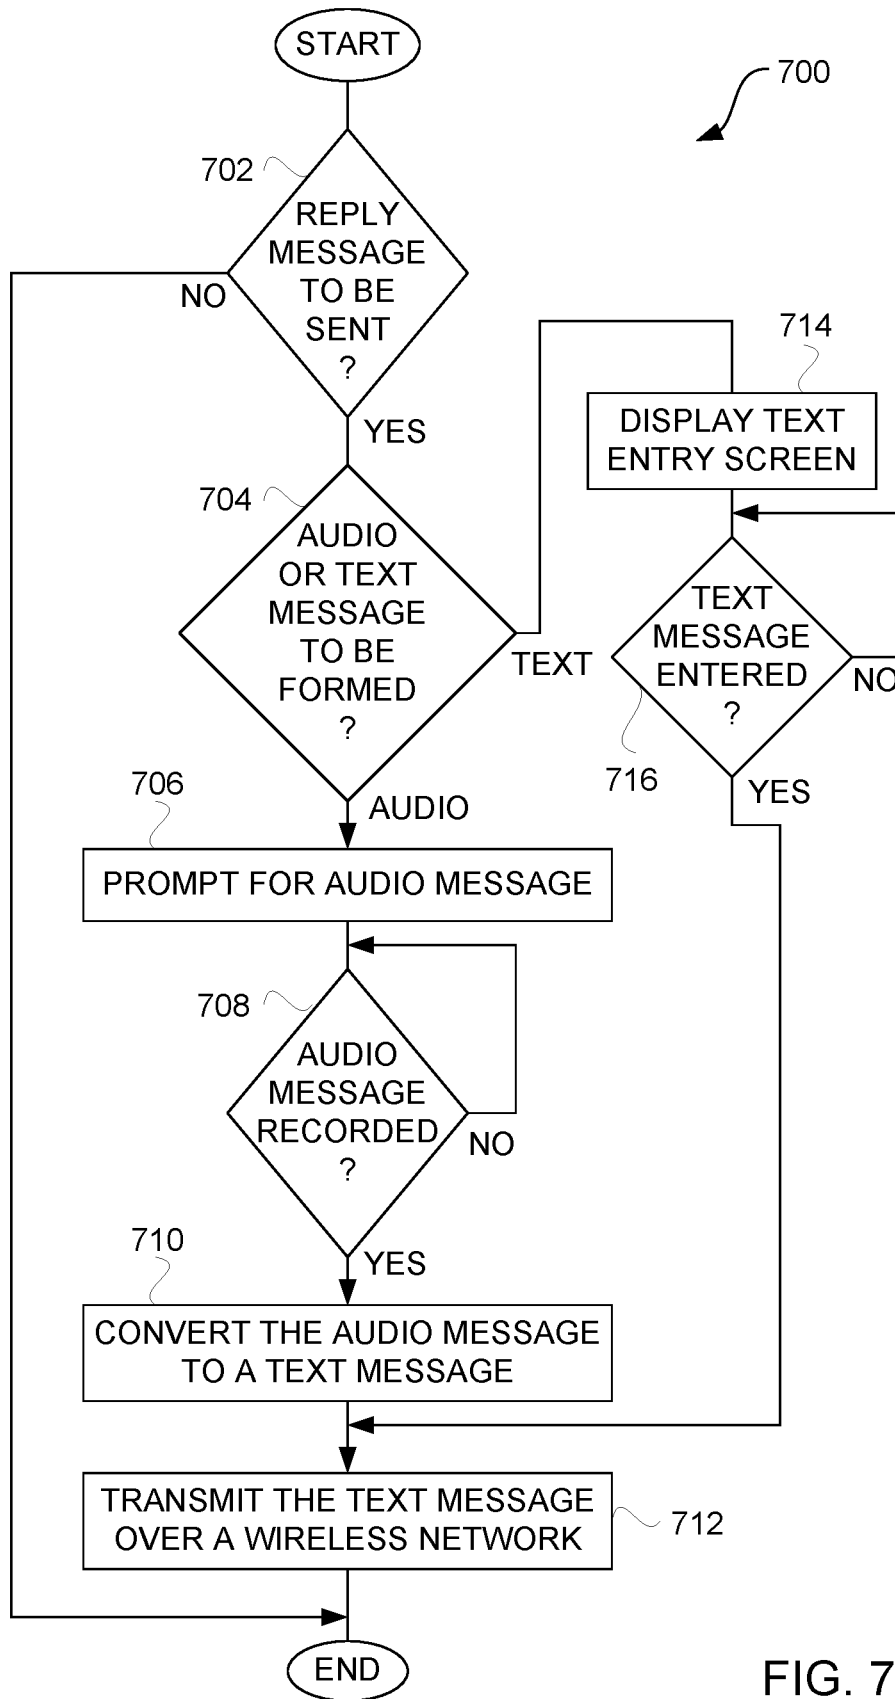 START
700
702
REPLY
MESSAGE
TO BE
SENT
?
NO
YES
714
DISPLAY TEXT
ENTRY SCREEN
704
AUDIO
OR TEXT
MESSAGE
TO BE
FORMED
?
TEXT
TEXT
MESSAGE
ENTERED
?
NO
716
YES
AUDIO
706
PROMPT FOR AUDIO MESSAGE
708
AUDIO
MESSAGE
RECORDED
?
NO
YES
710
CONVERT THE AUDIO MESSAGE
TO A TEXT MESSAGE
TRANSMIT THE TEXT MESSAGE
OVER A WIRELESS NETWORK
712
END
FIG. 7